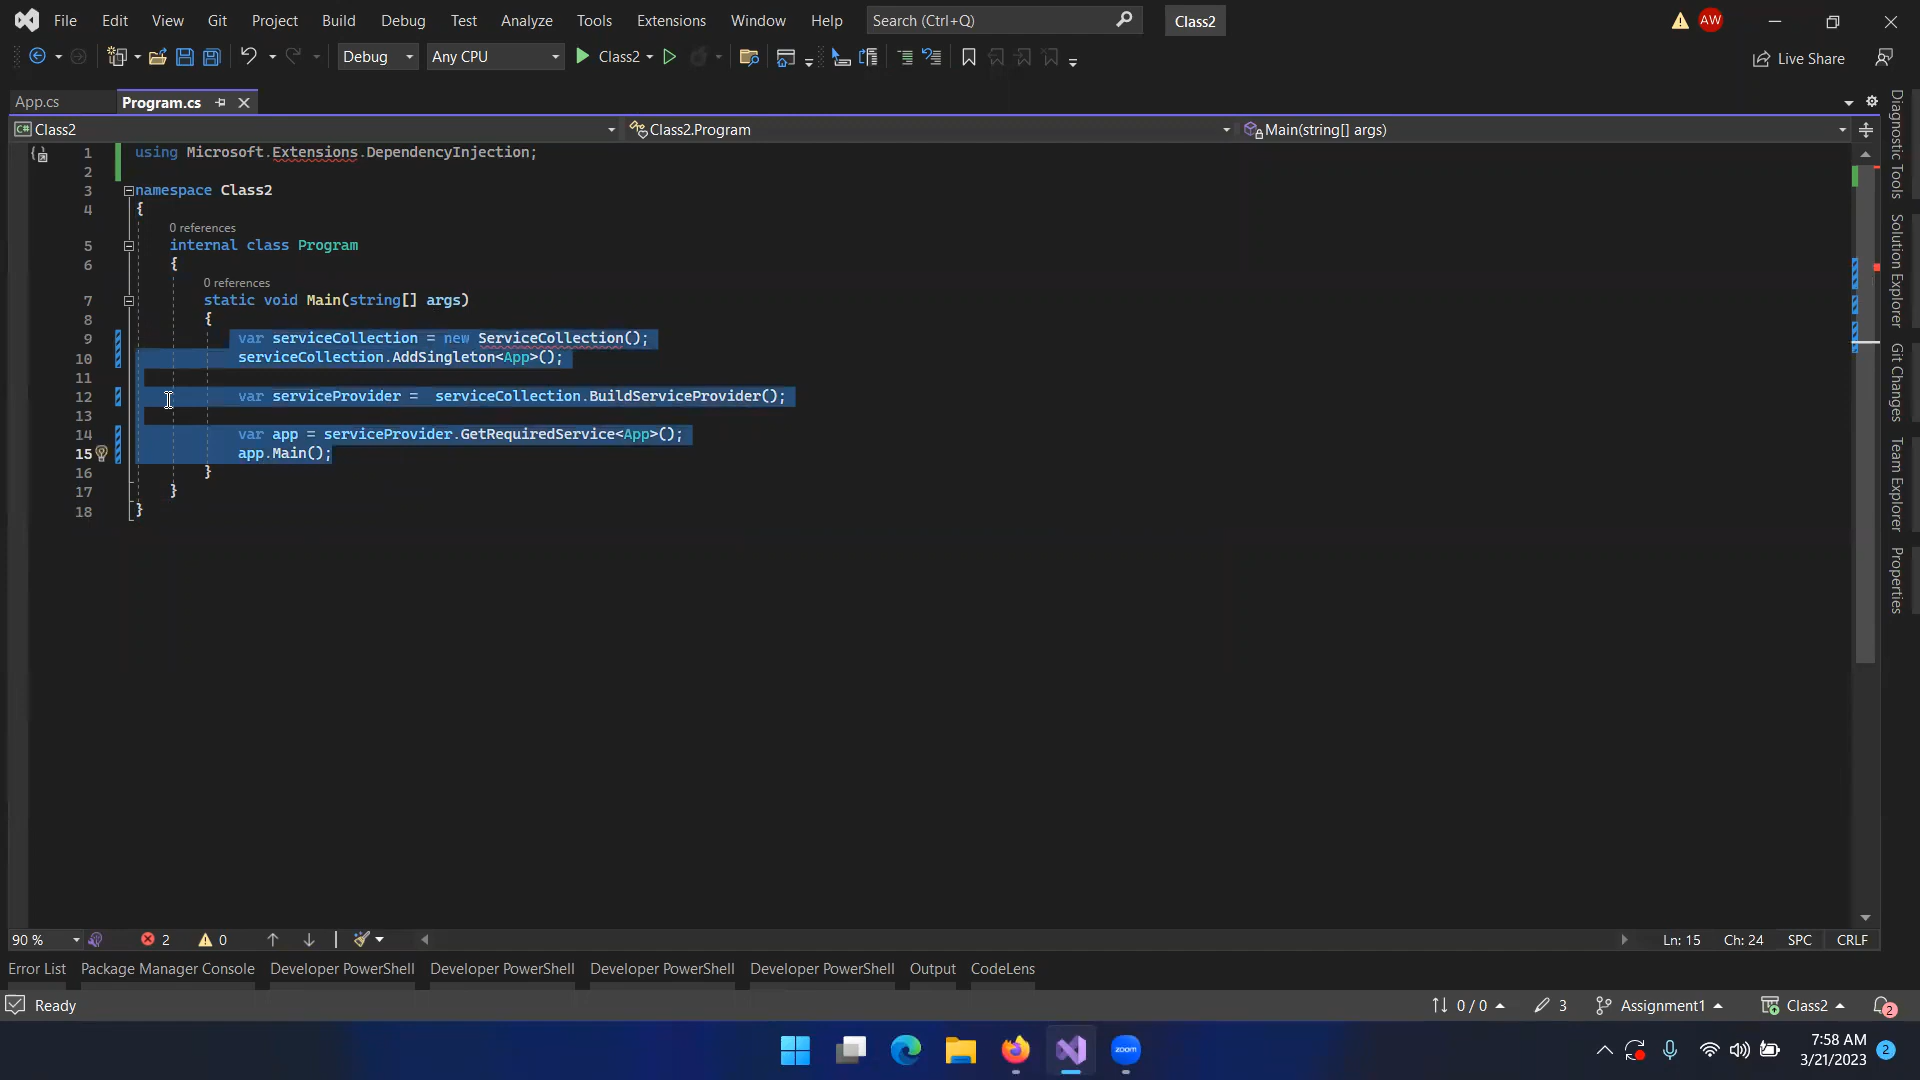 File Edit View Git Project Build Debug Test Analyze Tools Extensions Window Help Search (Ctrl+Q) Class2 AW
Debug Any CPU Class2 Live Share
App.cs Program.cs
C# Class2 Class2.Program Main(string[] args)
1 using Microsoft.Extensions.DependencyInjection;
2
3 namespace Class2
4 {
0 references
5 internal class Program
6 {
0 references
7 static void Main(string[] args)
8 {
9 var serviceCollection = new ServiceCollection();
10 serviceCollection.AddSingleton<App>();
11
12 var serviceProvider =  serviceCollection.BuildServiceProvider();
13
14 var app = serviceProvider.GetRequiredService<App>();
15 app.Main();
16 }
17 }
18 }
Diagnostic Tools
Solution Explorer
Git Changes
Team Explorer
Properties
90 % 2 0 Ln: 15 Ch: 24 SPC CRLF
Error List Package Manager Console Developer PowerShell Developer PowerShell Developer PowerShell Developer PowerShell Output CodeLens
Ready 0 / 0 3 Assignment1 Class2 2
zoom 7:58 AM 2
3/21/2023